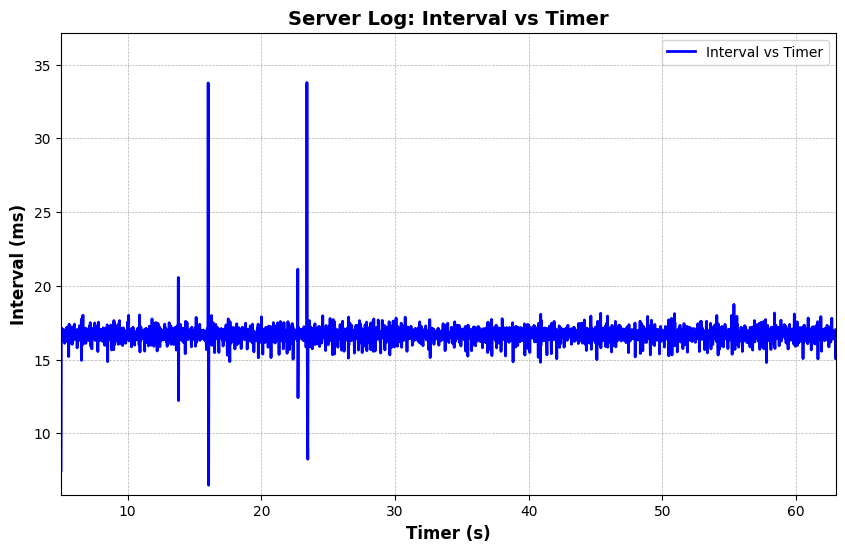 Server Log: Interval vs Timer
Interval vs Timer
Interval (ms)
35
30
25
20
15
10
10 20 30 40 50 60
Timer (s)